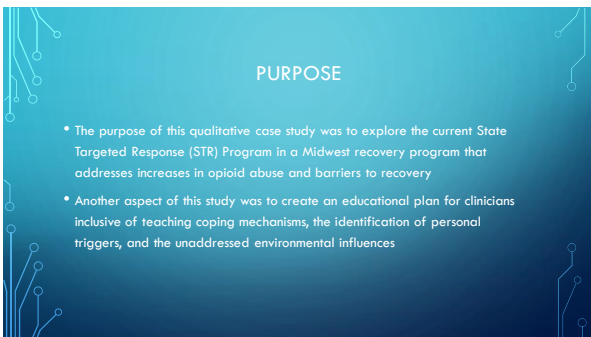 PURPOSE
• The purpose of this qualitative case study was to explore the current State
Targeted Response (STR) Program in a Midwest recovery program that
addresses increases in opioid abuse and barriers to recovery
• Another aspect of this study was to create an educational plan for clinicians
inclusive of teaching coping mechanisms, the identification of personal
triggers, and the unaddressed environmental influences